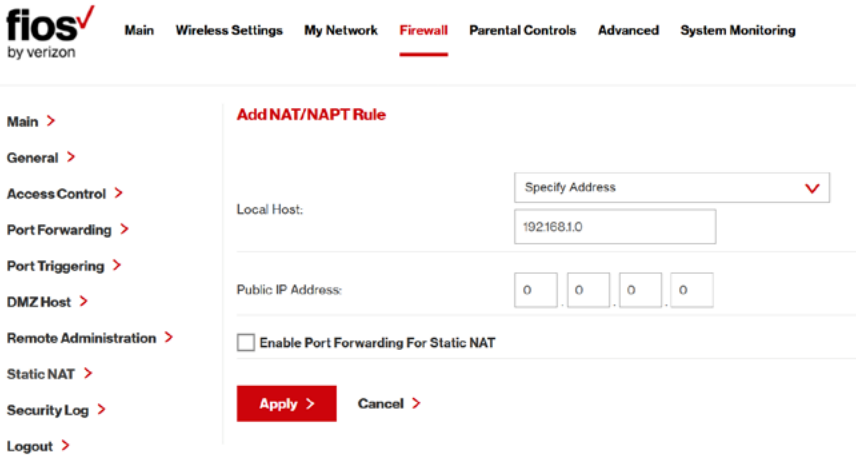 fios
by verizon
Main Wireless Settings My Network Firewall Parental Controls Advanced System Monitoring
Main >
General >
Access Control >
Port Forwarding >
Port Triggering >
DMZ Host >
Remote Administration >
Static NAT >
Security Log >
Logout >
Add NAT/NAPT Rule
Local Host:
Specify Address
192.168.1.0
Public IP Address:
0 . 0 . 0 . 0
Enable Port Forwarding For Static NAT
Apply > Cancel >